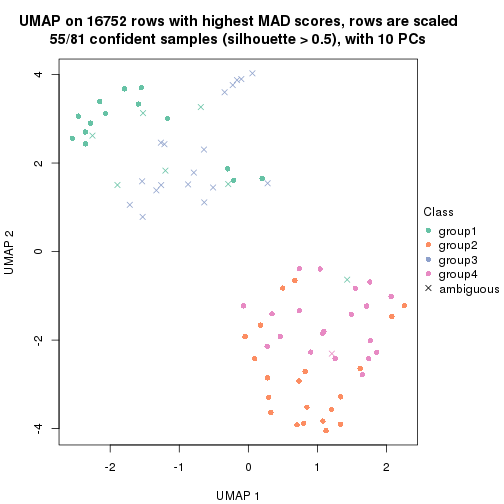 UMAP on 16752 rows with highest MAD scores, rows are scaled
55/81 confident samples (silhouette > 0.5), with 10 PCs
4
2
0
-2
-4
UMAP 2
-2
-1
0
1
2
UMAP 1
Class
group1
group2
group3
group4
ambiguous